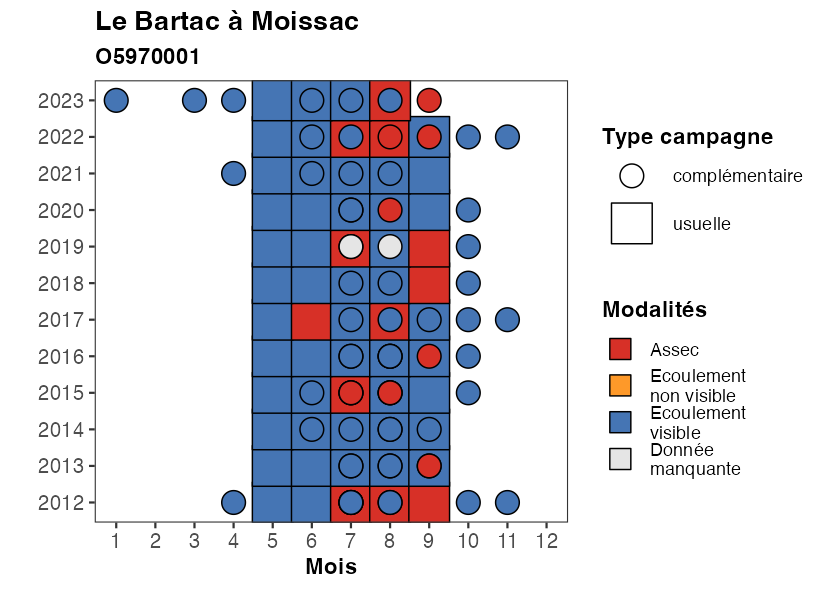 Le Bartac à Moissac
O5970001
2023
2022
2021
2020
2019
2018
2017
2016
2015
2014
2013
2012
1 2 3 4 5 6 7 8 9 10 11 12
Mois
Type campagne
complémentaire
usuelle
Modalités
Assec
Ecoulement
non visible
Ecoulement
visible
Donnée
manquante